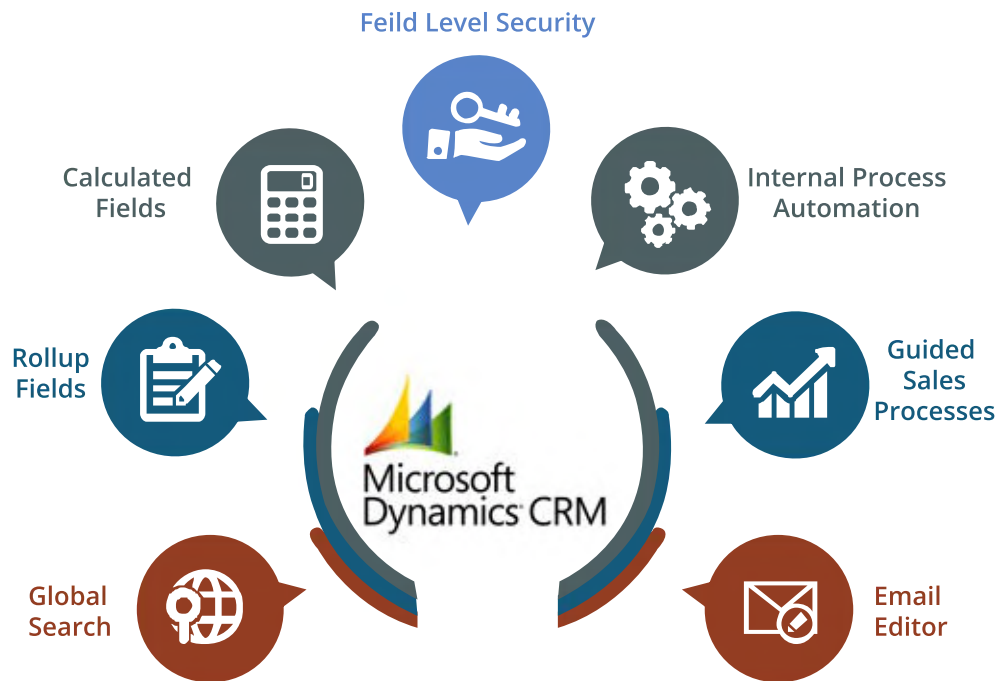 Feild Level Security
Calculated
Fields
Internal Process
Automation
Rollup
Fields
Guided
Sales
Processes
Microsoft
Dynamics CRM
Global
Search
Email
Editor